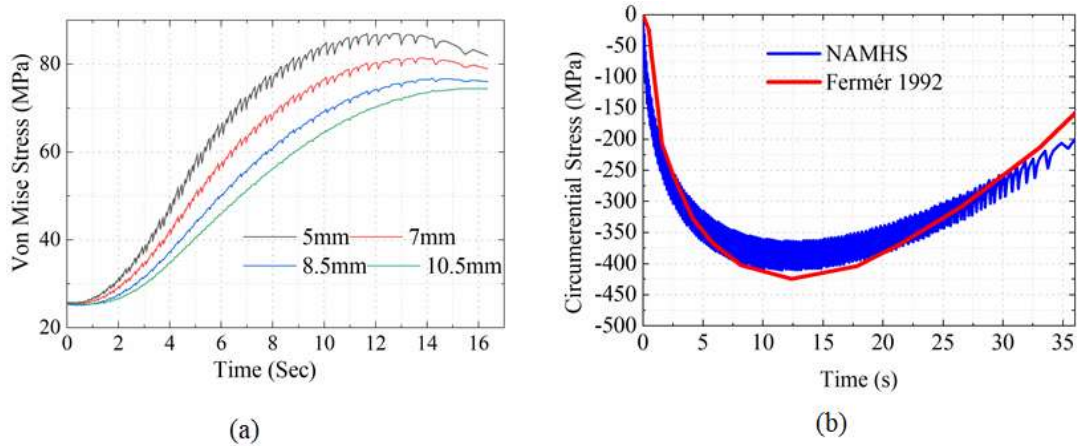 Von Mise Stress (MPa)
80
60
40
20
0 2 4 6 8 10 12 14 16
Time (Sec)
5mm 7mm
8.5mm 10.5mm
(a)
Circumerential Stress (MPa)
0
-50
-100
-150
-200
-250
-300
-350
-400
-450
-500
0 5 10 15 20 25 30 35
Time (s)
NAMHS
Fermér 1992
(b)